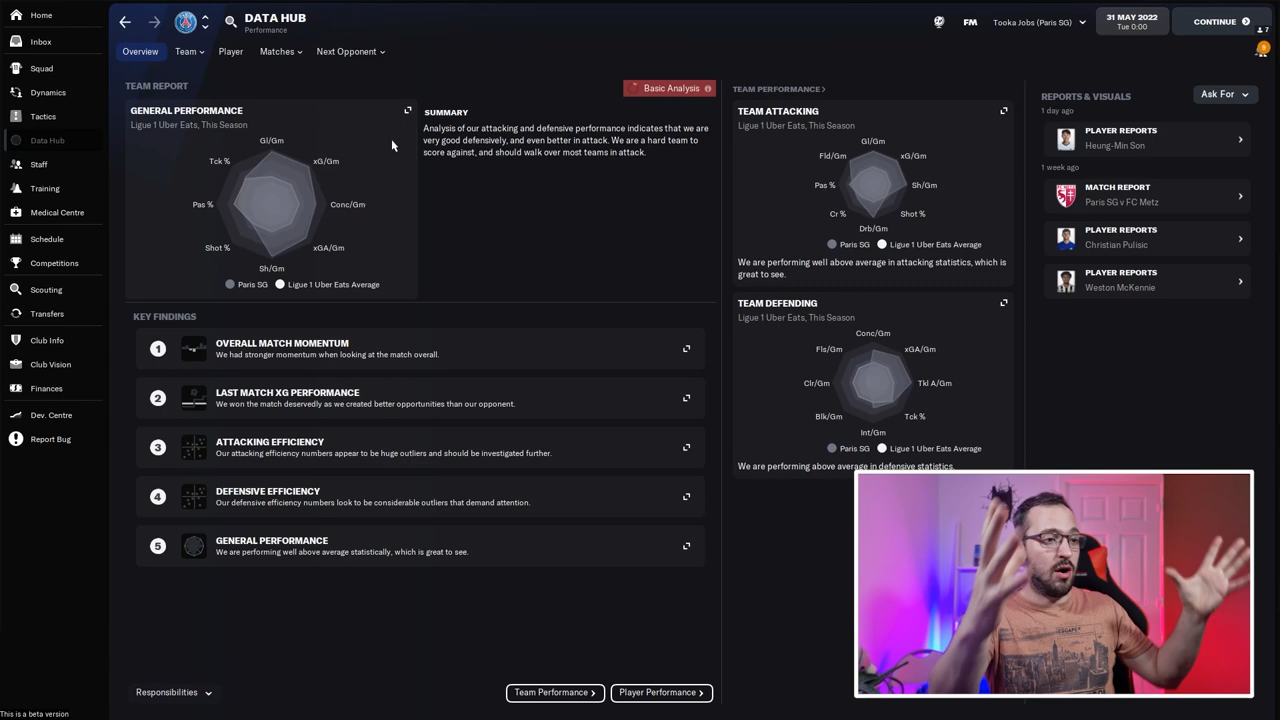 Home
Inbox
Squad
Dynamics
Tactics
Data Hub
Staff
Training
Medical Centre
Schedule
Competitions
Scouting
Transfers
Club Info
Club Vision
Finances
Dev. Centre
Report Bug
This is a beta version
DATA HUB
Performance
FM
Tooka Jobs (Paris SG)
31 MAY 2022
Tue 0:00
CONTINUE
7
Overview
Team
Player
Matches
Next Opponent
TEAM REPORT
Basic Analysis
GENERAL PERFORMANCE
Ligue 1 Uber Eats, This Season
Gl/Gm
xG/Gm
Conc/Gm
xGA/Gm
Sh/Gm
Shot %
Pas %
Tck %
Paris SG
Ligue 1 Uber Eats Average
SUMMARY
Analysis of our attacking and defensive performance indicates that we are
very good defensively, and even better in attack. We are a hard team to
score against, and should walk over most teams in attack.
KEY FINDINGS
1
OVERALL MATCH MOMENTUM
We had stronger momentum when looking at the match overall.
2
LAST MATCH XG PERFORMANCE
We won the match deservedly as we created better opportunities than our opponent.
3
ATTACKING EFFICIENCY
Our attacking efficiency numbers appear to be huge outliers and should be investigated further.
4
DEFENSIVE EFFICIENCY
Our defensive efficiency numbers look to be considerable outliers that demand attention.
5
GENERAL PERFORMANCE
We are performing well above average statistically, which is great to see.
Responsibilities
Team Performance
Player Performance
TEAM PERFORMANCE
TEAM ATTACKING
Ligue 1 Uber Eats, This Season
Gl/Gm
xG/Gm
Sh/Gm
Shot %
Drb/Gm
Cr %
Pas %
Fld/Gm
Paris SG
Ligue 1 Uber Eats Average
We are performing well above average in attacking statistics, which is
great to see.
TEAM DEFENDING
Ligue 1 Uber Eats, This Season
Conc/Gm
xGA/Gm
Tkl A/Gm
Tck %
Int/Gm
Blk/Gm
Clr/Gm
Fls/Gm
Paris SG
Ligue 1 Uber Eats Average
We are performing above average in defensive statistics.
REPORTS & VISUALS
Ask For
1 day ago
PLAYER REPORTS
Heung-Min Son
1 week ago
MATCH REPORT
Paris SG v FC Metz
PLAYER REPORTS
Christian Pulisic
PLAYER REPORTS
Weston McKennie